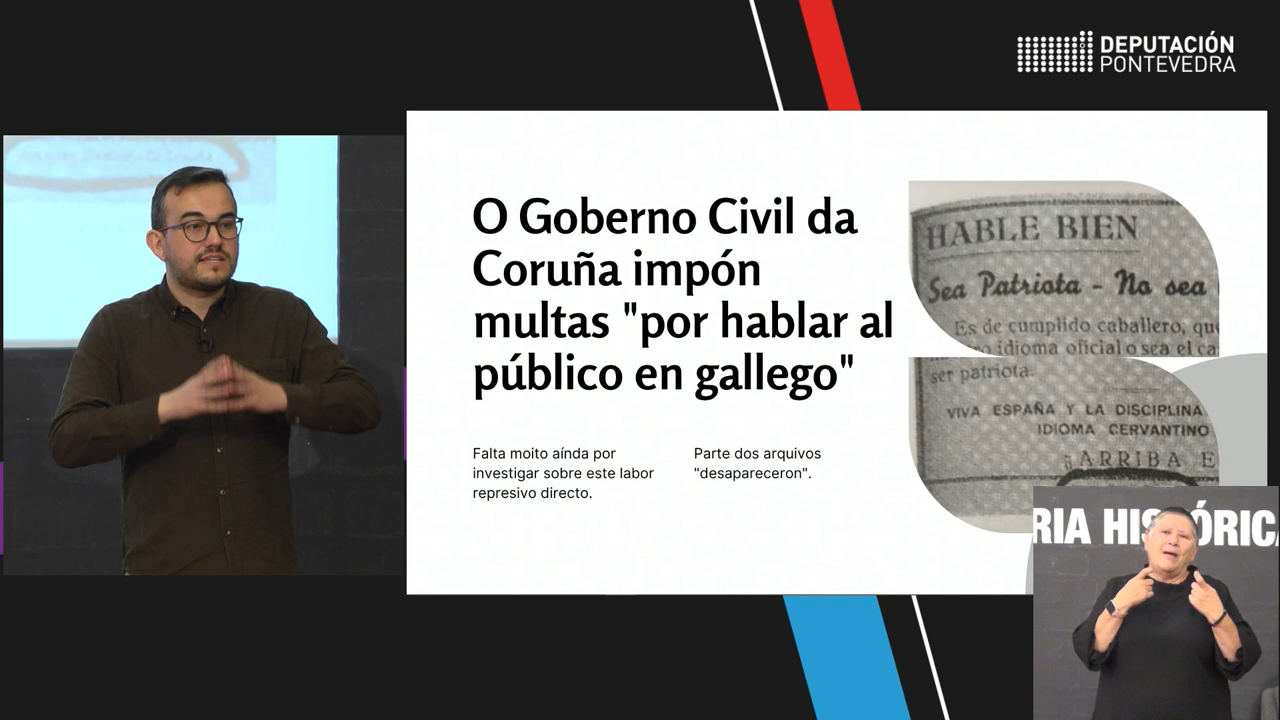 DEPUTACIÓN
PONTEVEDRA
O Goberno Civil da
Coruña impón
multas "por hablar al
público en gallego"
Falta moito aínda por
investigar sobre este labor
represivo directo.
Parte dos arquivos
"desapareceron".
HABLE BIEN
Sea Patriota - No sea
Es de cumplido caballero, que
idioma oficial o sea el ca
ser patriota.
VIVA ESPAÑA Y LA DISCIPLINA
IDIOMA CERVANTINO
¡¡ARRIBA E
RIA HISTÓRICA